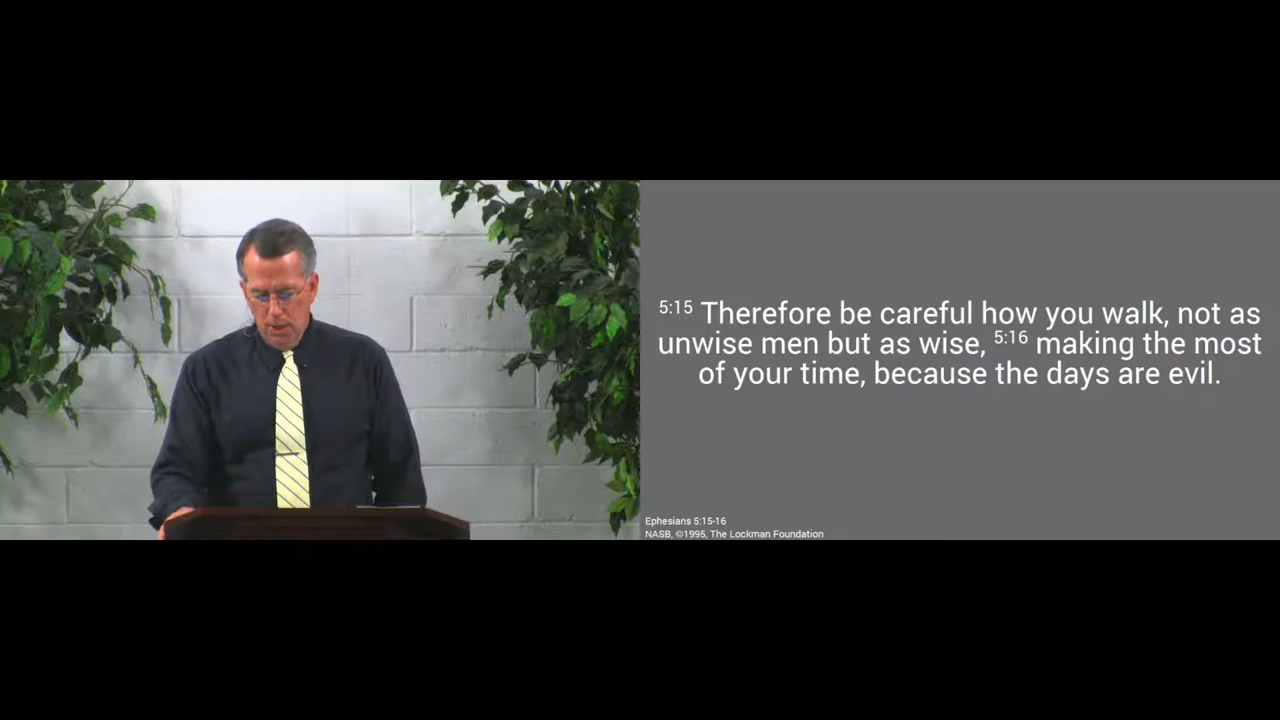 5:15 Therefore be careful how you walk, not as
unwise men but as wise, 5:16 making the most
of your time, because the days are evil.
Ephesians 5:15-16
NASB, ©1995, The Lockman Foundation